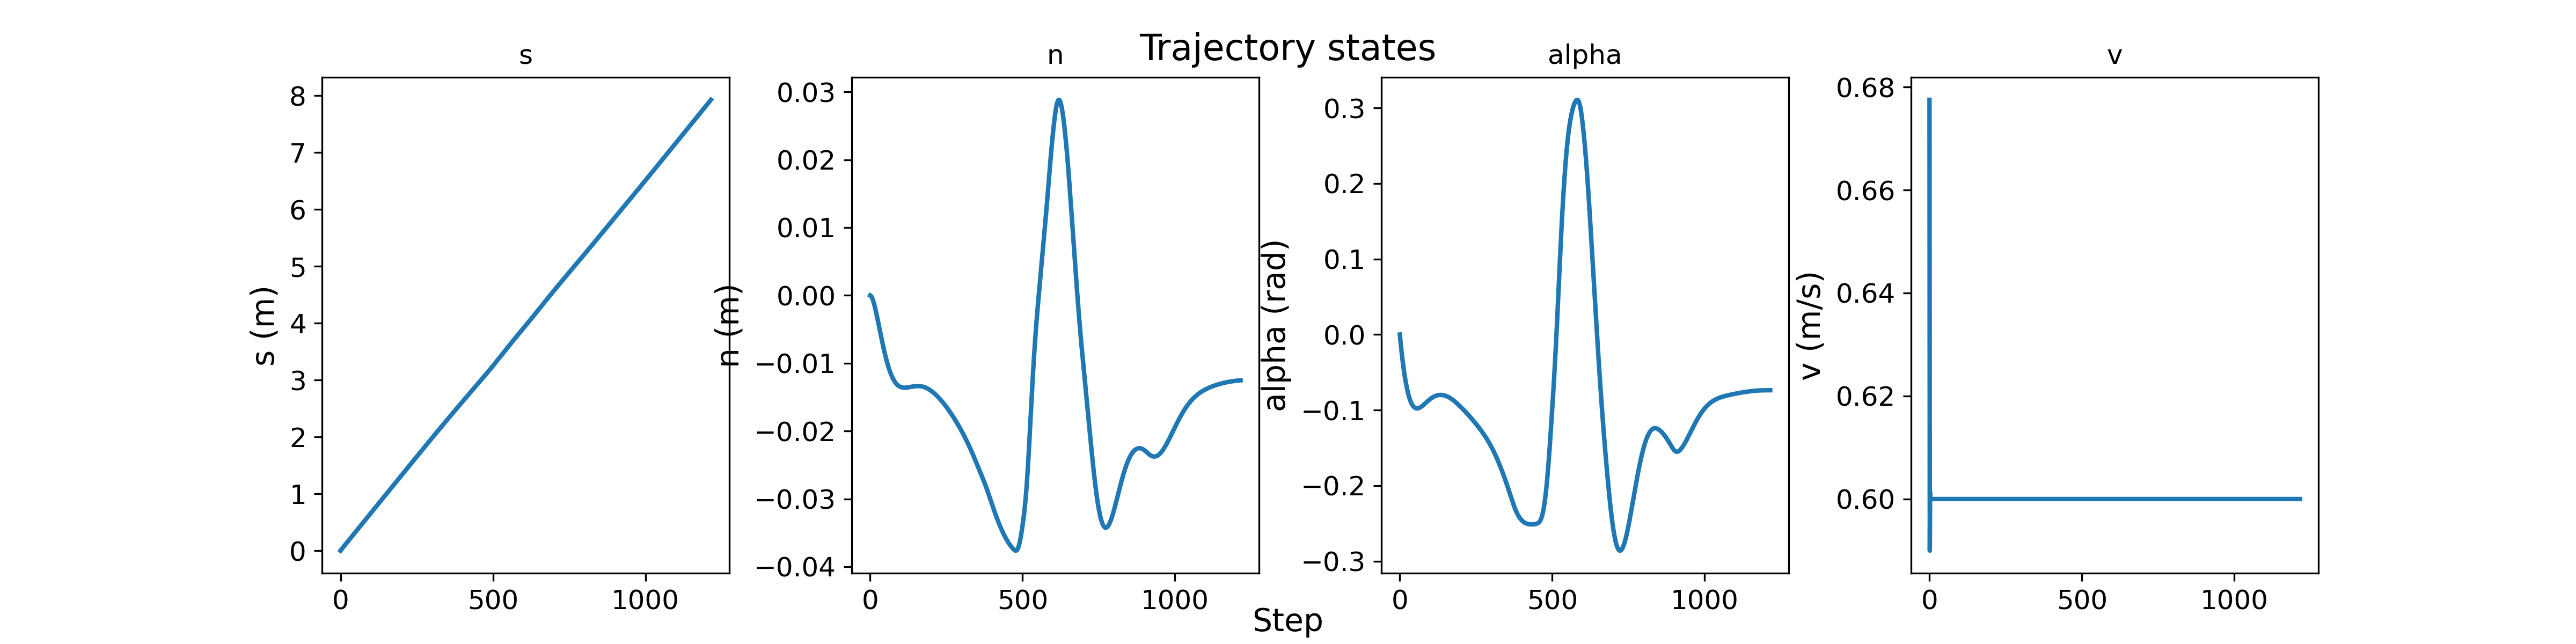 Trajectory states
s
n
alpha
v
s (m)
8
7
6
5
4
3
2
1
0
0 500 1000
n (m)
0.03
0.02
0.01
0.00
−0.01
−0.02
−0.03
−0.04
0 500 1000
alpha (rad)
0.3
0.2
0.1
0.0
−0.1
−0.2
−0.3
0 500 1000
v (m/s)
0.68
0.66
0.64
0.62
0.60
0 500 1000
Step